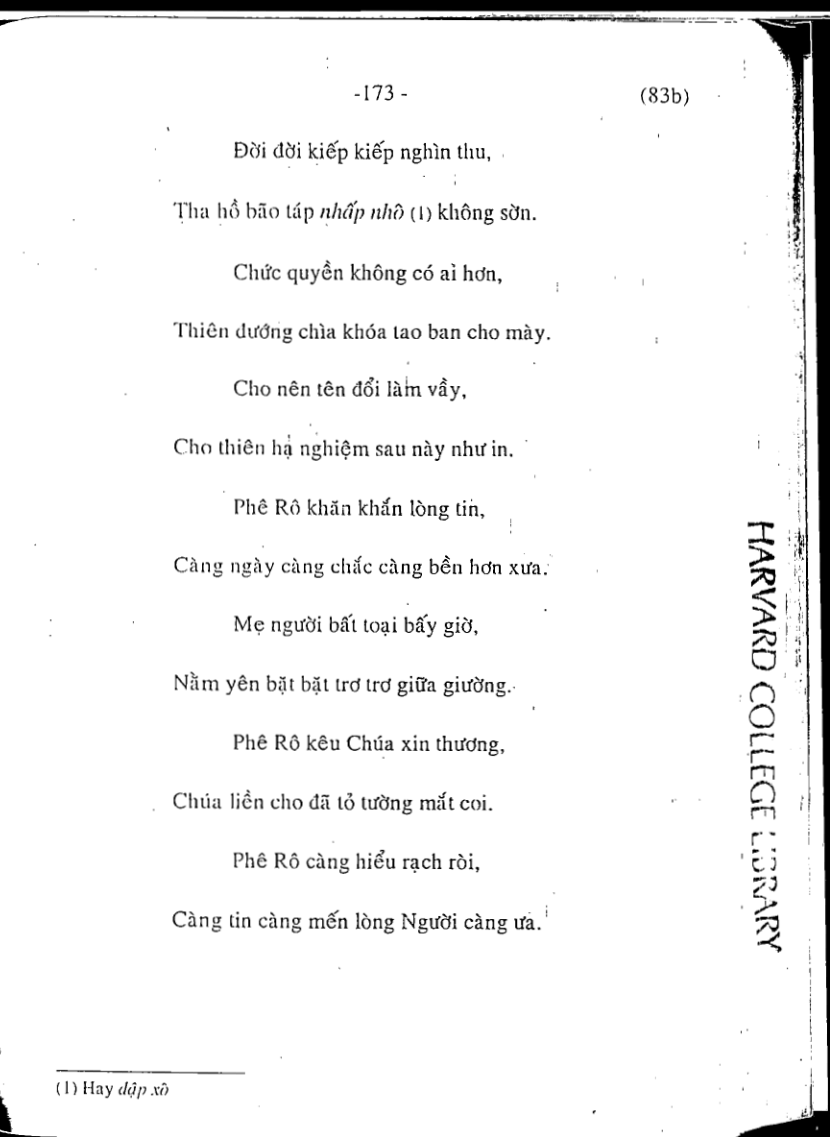 -173 -
(83b)
Đời đời kiếp kiếp nghìn thu,
Tha hồ bão táp nhấp nhô (1) không sờn.
Chức quyền không có ai hơn,
Thiên đướng chìa khóa tao ban cho mày.
Cho nên tên đổi làm vầy,
Cho thiên hạ nghiệm sau này như in.
Phê Rô khăn khắn lòng tin,
Càng ngày càng chắc càng bền hơn xưa.
Mẹ người bất toại bấy giờ,
Nằm yên bặt bặt trơ trơ giữa giường.
Phê Rô kêu Chúa xin thương,
Chúa liền cho đã tỏ tường mắt coi.
Phê Rô càng hiểu rạch ròi,
Càng tin càng mến lòng Người càng ưa.
HARVARD COLLEGE LIBRARY
(1) Hay dập xô